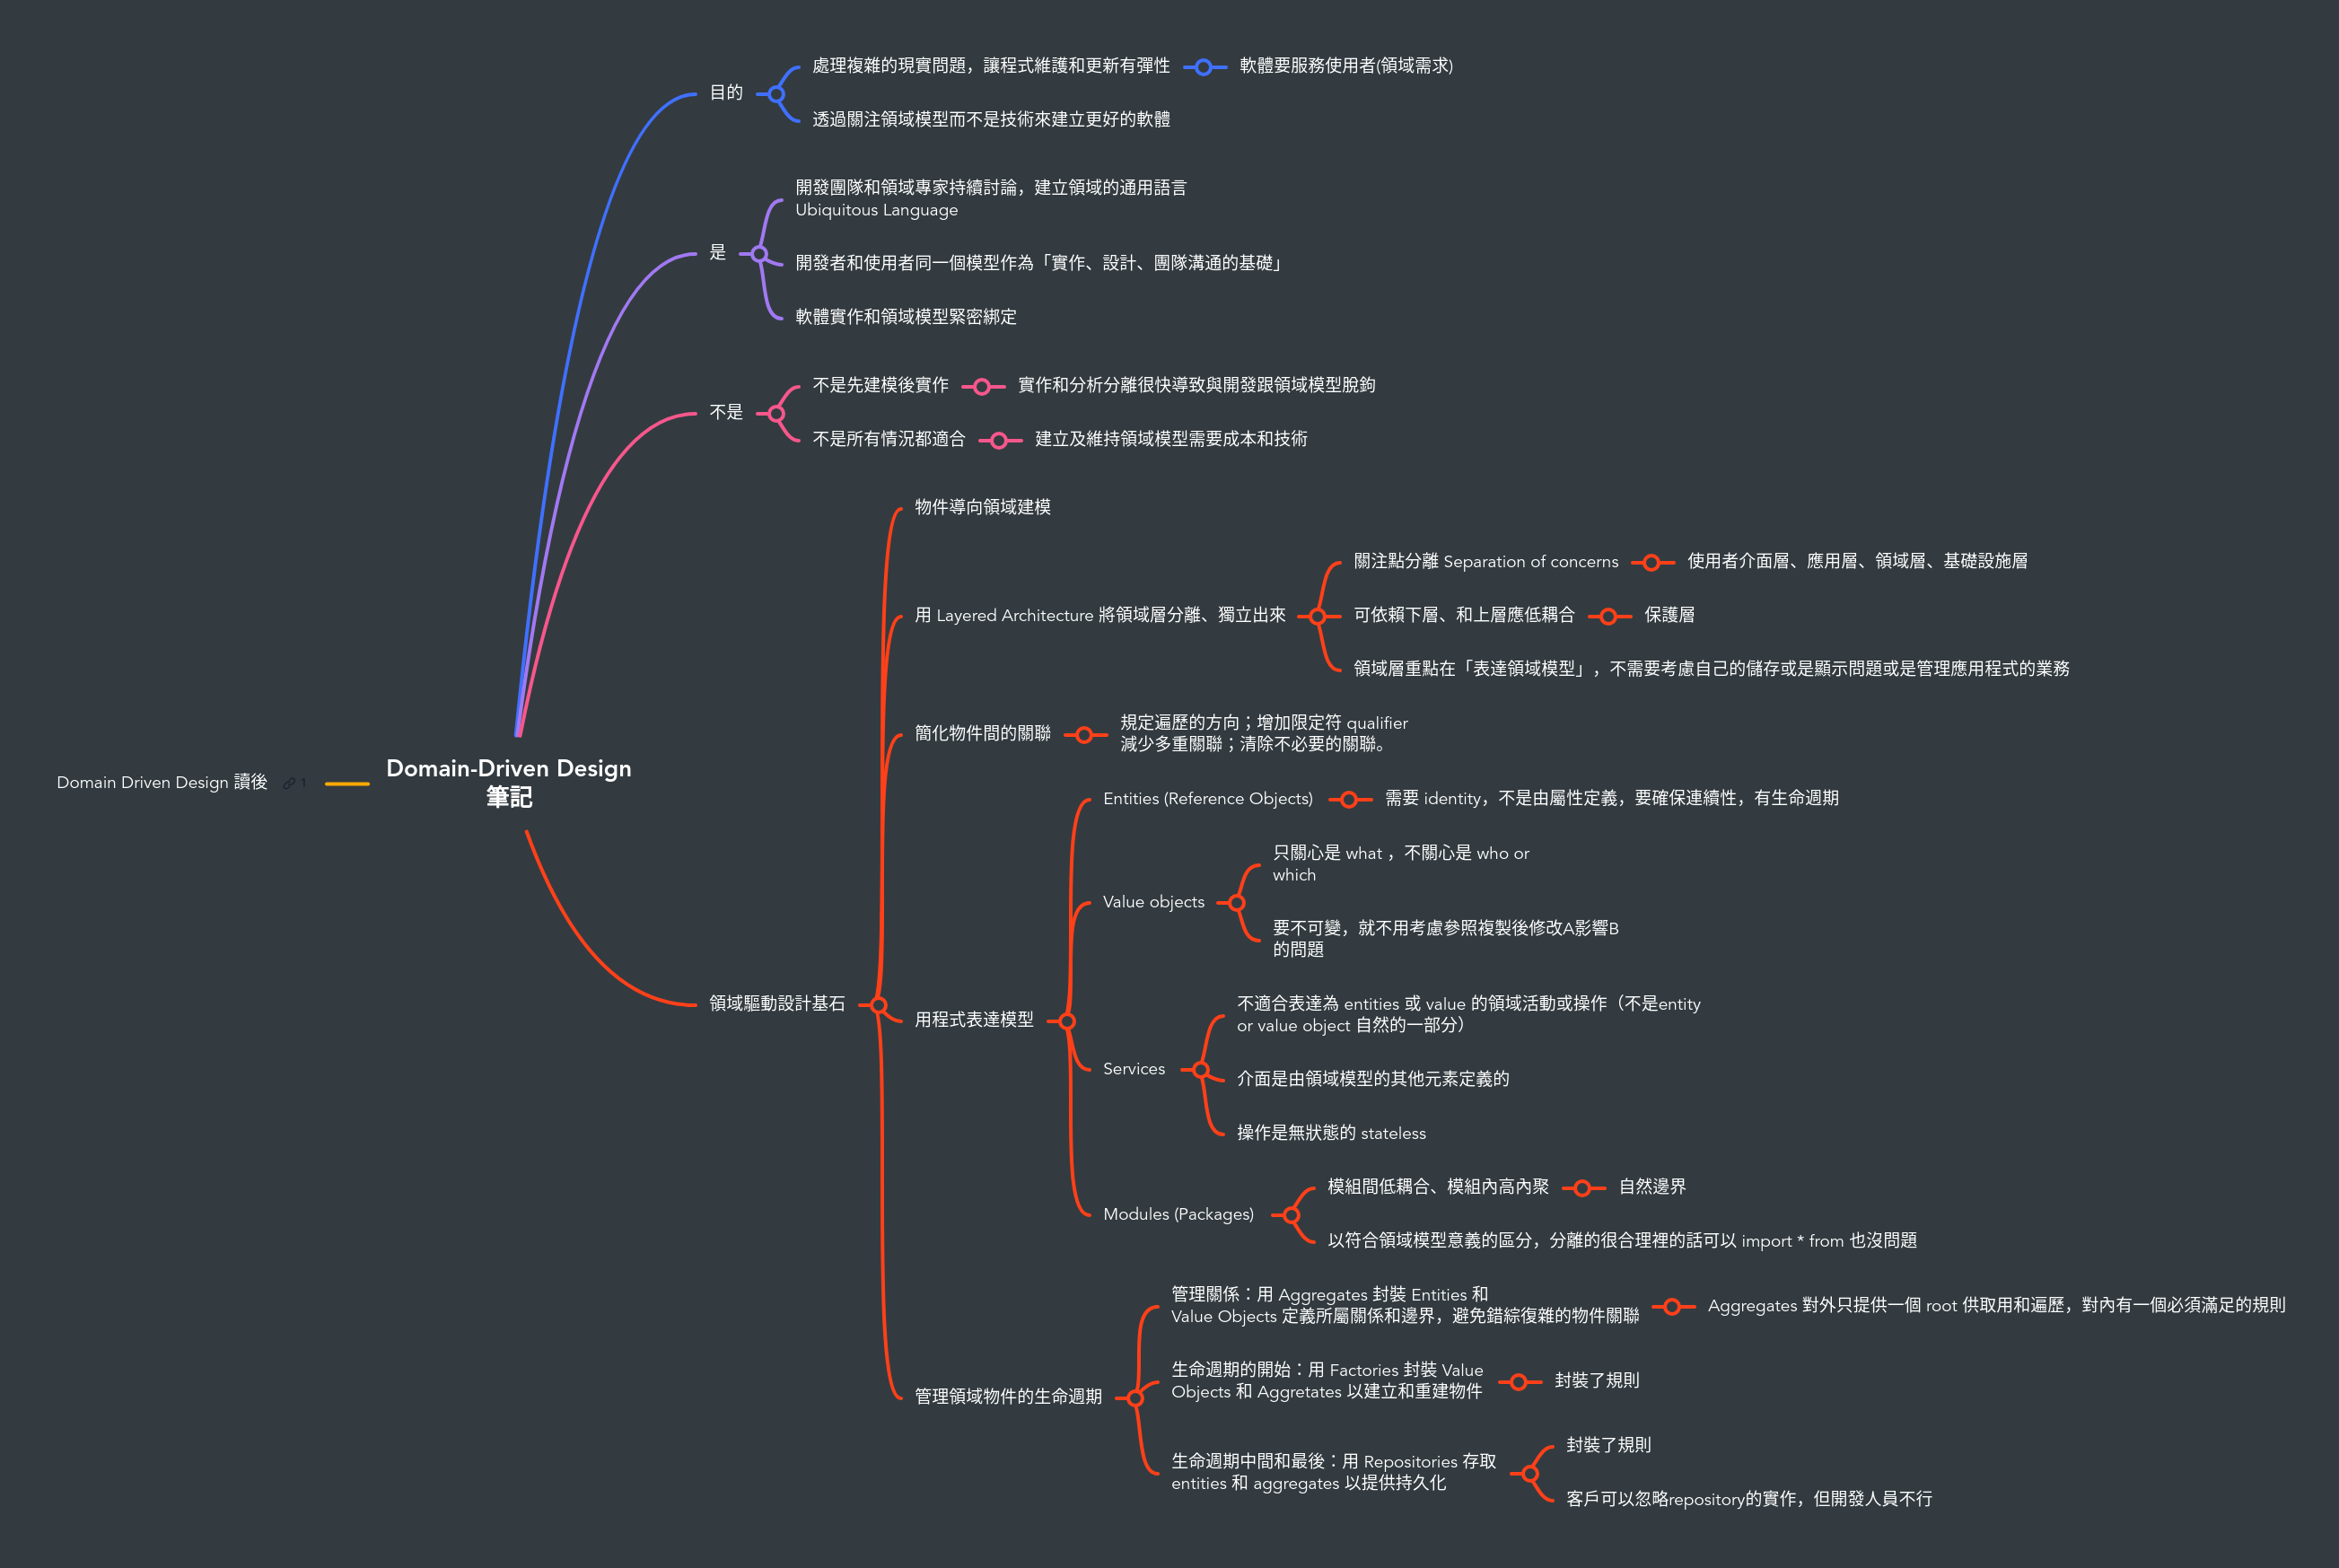 處理複雜的現實問題，讓程式維護和更新有彈性
軟體要服務使用者(領域需求)
目的
透過關注領域模型而不是技術來建立更好的軟體
開發團隊和領域專家持續討論，建立領域的通用語言
Ubiquitous Language
是
開發者和使用者同一個模型作為「實作、設計、團隊溝通的基礎」
軟體實作和領域模型緊密綁定
不是先建模後實作
實作和分析分離很快導致與開發跟領域模型脫鉤
不是
不是所有情況都適合
建立及維持領域模型需要成本和技術
物件導向領域建模
關注點分離 Separation of concerns
使用者介面層、應用層、領域層、基礎設施層
用 Layered Architecture 將領域層分離、獨立出來
可依賴下層、和上層應低耦合
保護層
領域層重點在「表達領域模型」，不需要考慮自己的儲存或是顯示問題或是管理應用程式的業務
簡化物件間的關聯
規定遍歷的方向；增加限定符 qualifier
減少多重關聯；清除不必要的關聯。
Domain Driven Design 讀後
1
Domain-Driven Design
筆記
Entities (Reference Objects)
需要 identity，不是由屬性定義，要確保連續性，有生命週期
只關心是 what ，不關心是 who or
which
Value objects
要不可變，就不用考慮參照複製後修改A影響B
的問題
領域驅動設計基石
用程式表達模型
不適合表達為 entities 或 value 的領域活動或操作（不是entity
or value object 自然的一部分）
Services
介面是由領域模型的其他元素定義的
操作是無狀態的 stateless
模組間低耦合、模組內高內聚
自然邊界
Modules (Packages)
以符合領域模型意義的區分，分離的很合理裡的話可以 import * from 也沒問題
管理關係：用 Aggregates 封裝 Entities 和
Value Objects 定義所屬關係和邊界，避免錯綜復雜的物件關聯
Aggregates 對外只提供一個 root 供取用和遍歷，對內有一個必須滿足的規則
生命週期的開始：用 Factories 封裝 Value
Objects 和 Aggretates 以建立和重建物件
封裝了規則
管理領域物件的生命週期
生命週期中間和最後：用 Repositories 存取
entities 和 aggregates 以提供持久化
封裝了規則
客戶可以忽略repository的實作，但開發人員不行